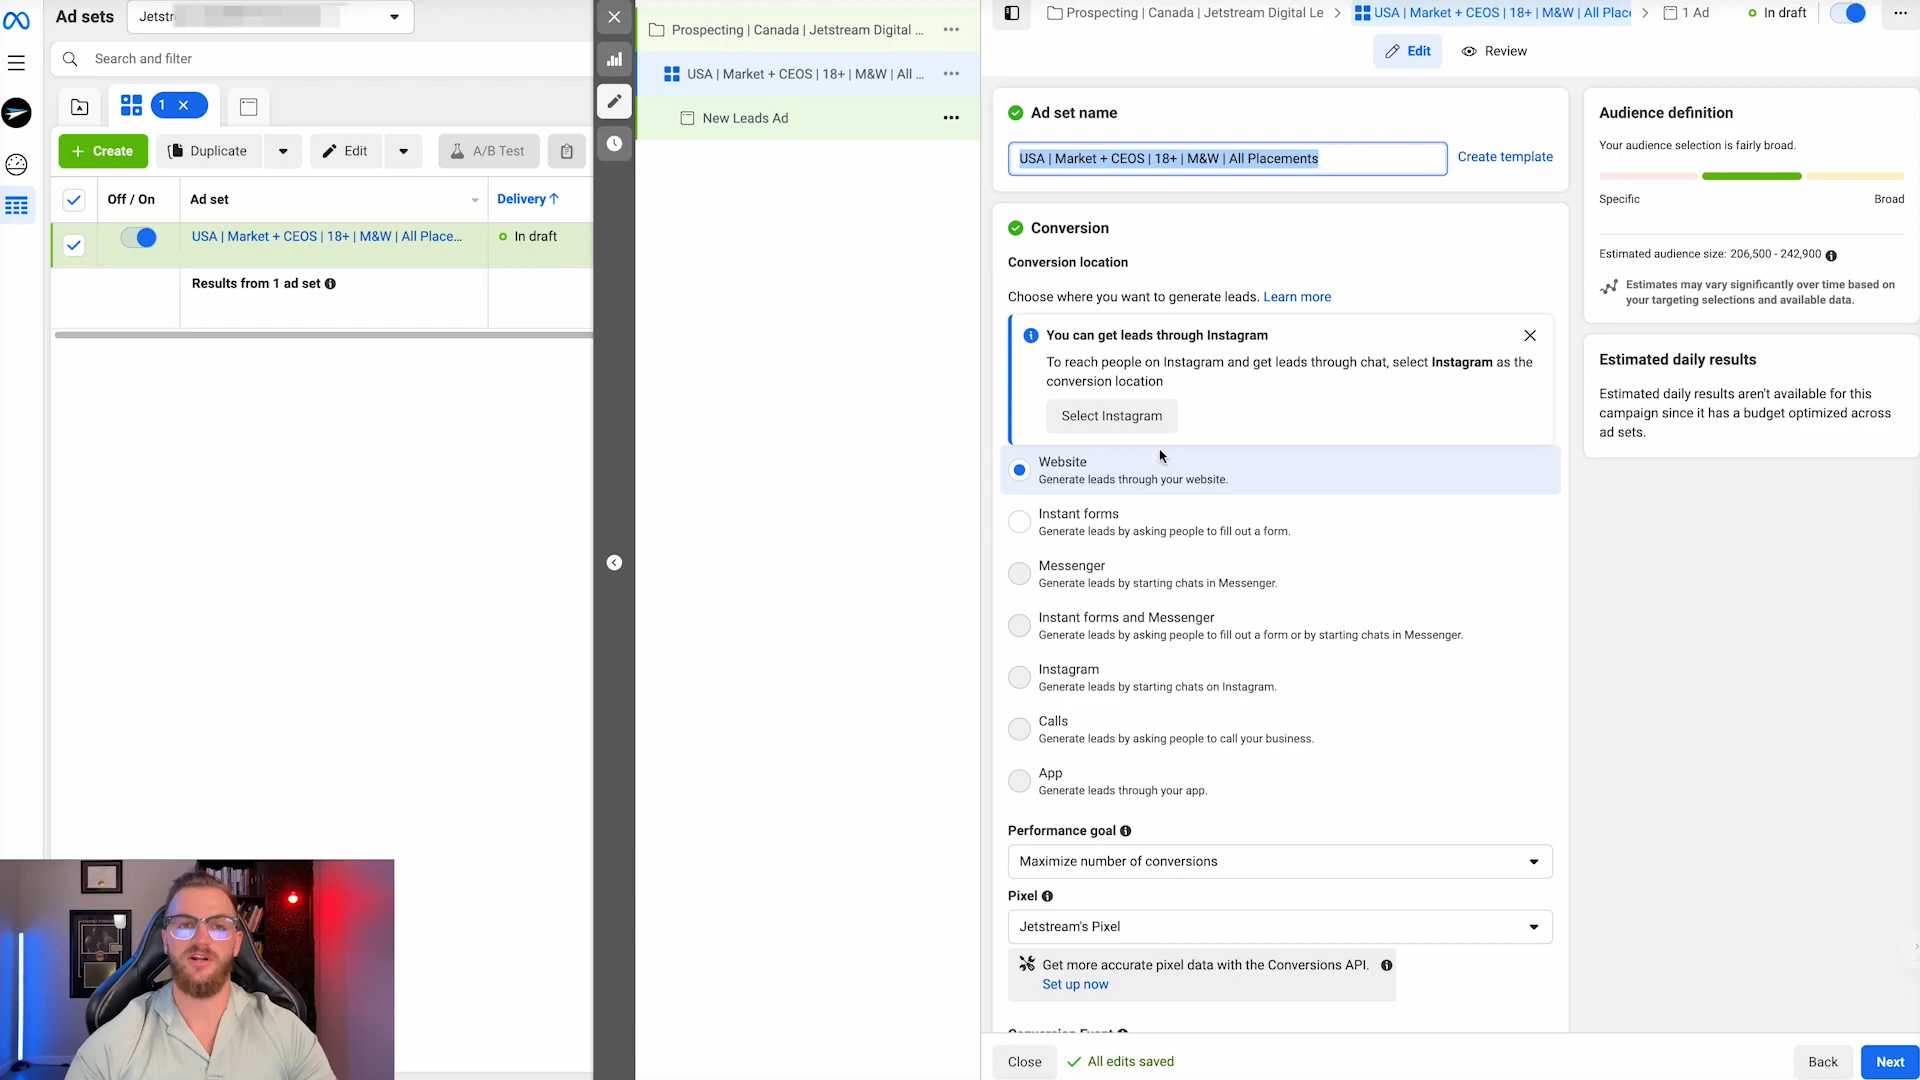 Ad sets
Jetstr
Search and filter
1
Create
Duplicate
Edit
A/B Test
Off / On
Ad set
Delivery↑
USA | Market + CEOS | 18+ | M&W | All Place...
In draft
Results from 1 ad set
Prospecting | Canada | Jetstream Digital ...
USA | Market + CEOS | 18+ | M&W | All ...
New Leads Ad
Prospecting | Canada | Jetstream Digital Le
USA | Market + CEOS | 18+ | M&W | All Place
1 Ad
In draft
Edit
Review
Ad set name
USA | Market + CEOS | 18+ | M&W | All Placements
Create template
Conversion
Conversion location
Choose where you want to generate leads. Learn more
You can get leads through Instagram
To reach people on Instagram and get leads through chat, select Instagram as the
conversion location
Select Instagram
Website
Generate leads through your website.
Instant forms
Generate leads by asking people to fill out a form.
Messenger
Generate leads by starting chats in Messenger.
Instant forms and Messenger
Generate leads by asking people to fill out a form or by starting chats in Messenger.
Instagram
Generate leads by starting chats on Instagram.
Calls
Generate leads by asking people to call your business.
App
Generate leads through your app.
Performance goal
Maximize number of conversions
Pixel
Jetstream's Pixel
Get more accurate pixel data with the Conversions API.
Set up now
Conversion Event
Close
All edits saved
Back
Next
Audience definition
Your audience selection is fairly broad.
Specific
Broad
Estimated audience size: 206,500 - 242,900
Estimates may vary significantly over time based on
your targeting selections and available data.
Estimated daily results
Estimated daily results aren't available for this
campaign since it has a budget optimized across
ad sets.